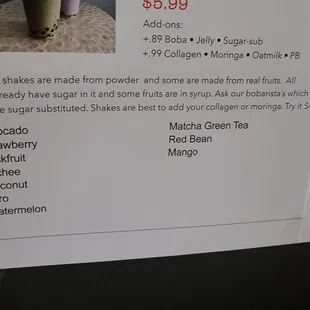 $5.99
Add-ons:
+.89 Boba • Jelly • Sugar-sub
+.99 Collagen • Moringa • Oatmilk • PB
shakes are made from powder and some are made from real fruits. All
ready have sugar in it and some fruits are in syrup. Ask our bobarista's which
e sugar substituted. Shakes are best to add your collagen or moringa. Try it
ocado
awberry
ckfruit
chee
conut
ro
atermelon
Matcha Green Tea
Red Bean
Mango